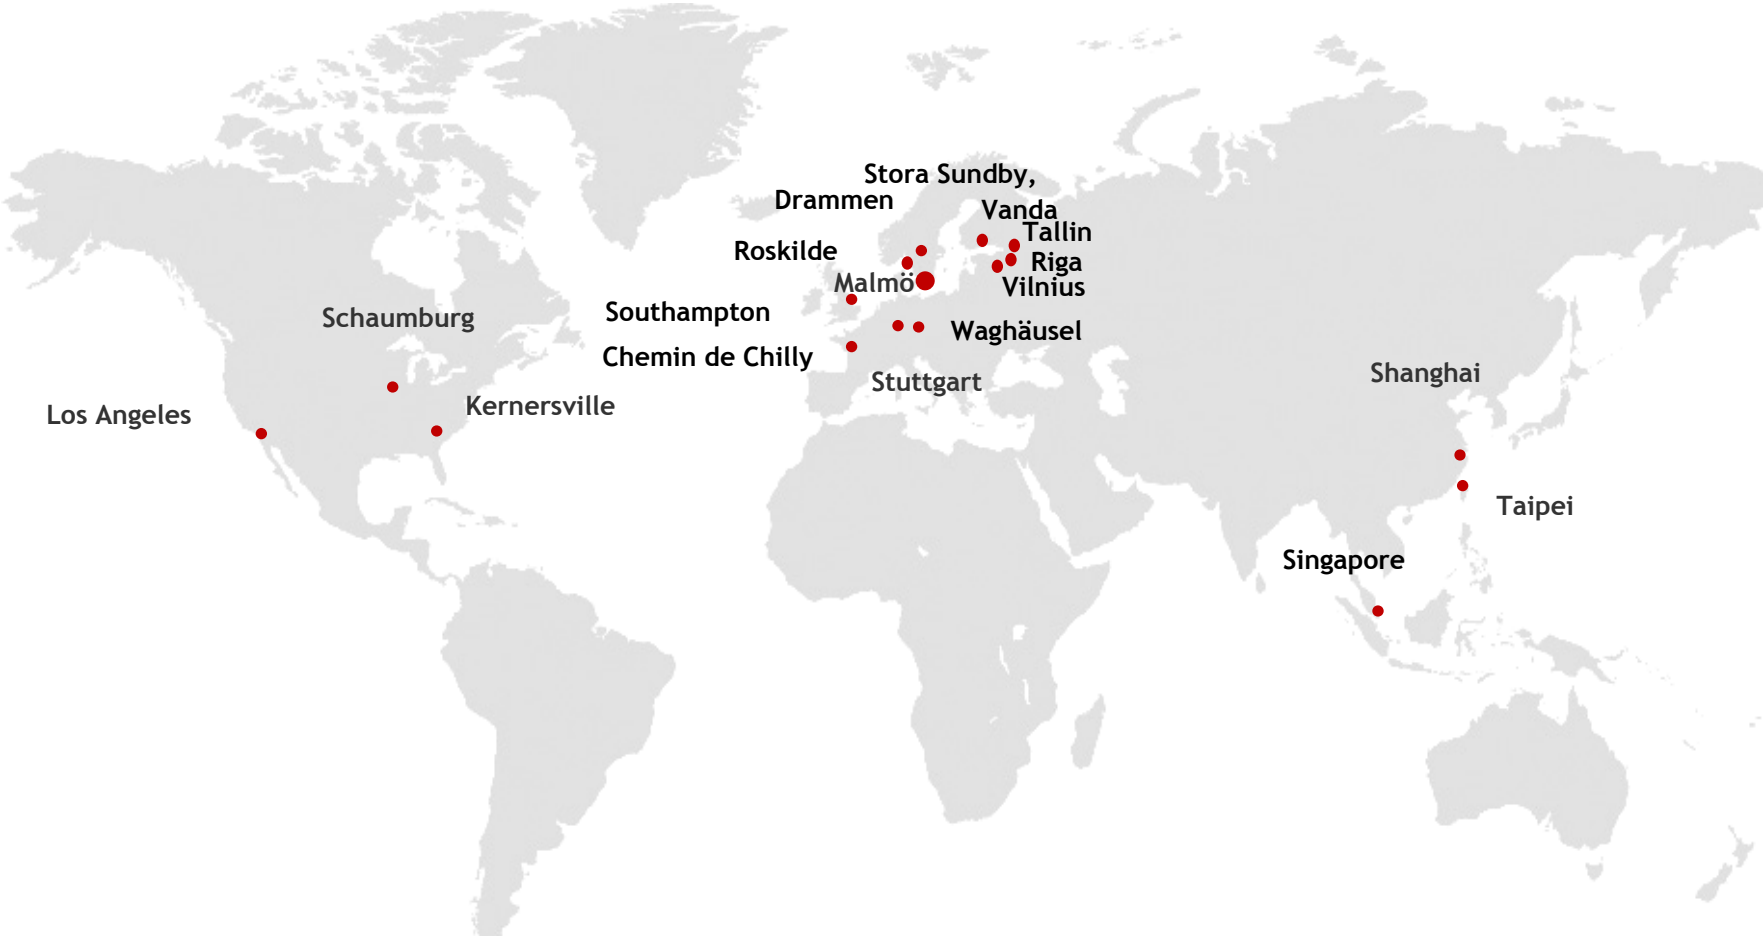 Stora Sundby,
Drammen
Vanda
Tallin
Roskilde
Riga
Malmö
Vilnius
Southampton
Schaumburg
Waghäusel
Chemin de Chilly
Shanghai
Stuttgart
Kernersville
Los Angeles
Taipei
Singapore